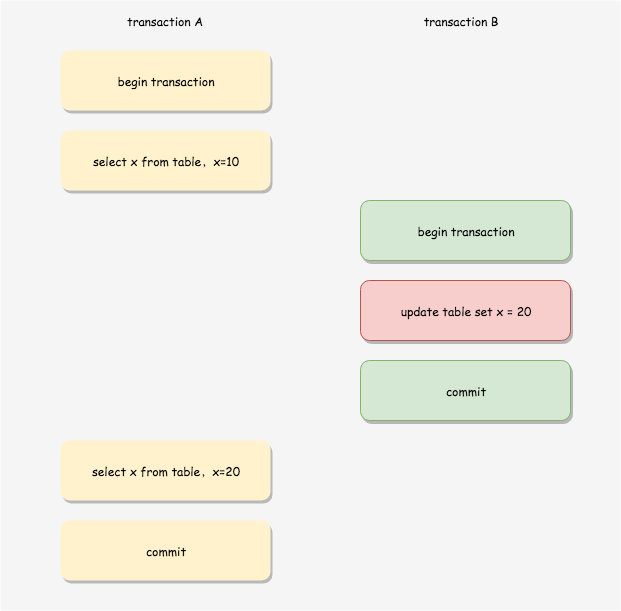 transaction A
transaction B
begin transaction
select x from table，x=10
begin transaction
update table set x = 20
commit
select x from table，x=20
commit